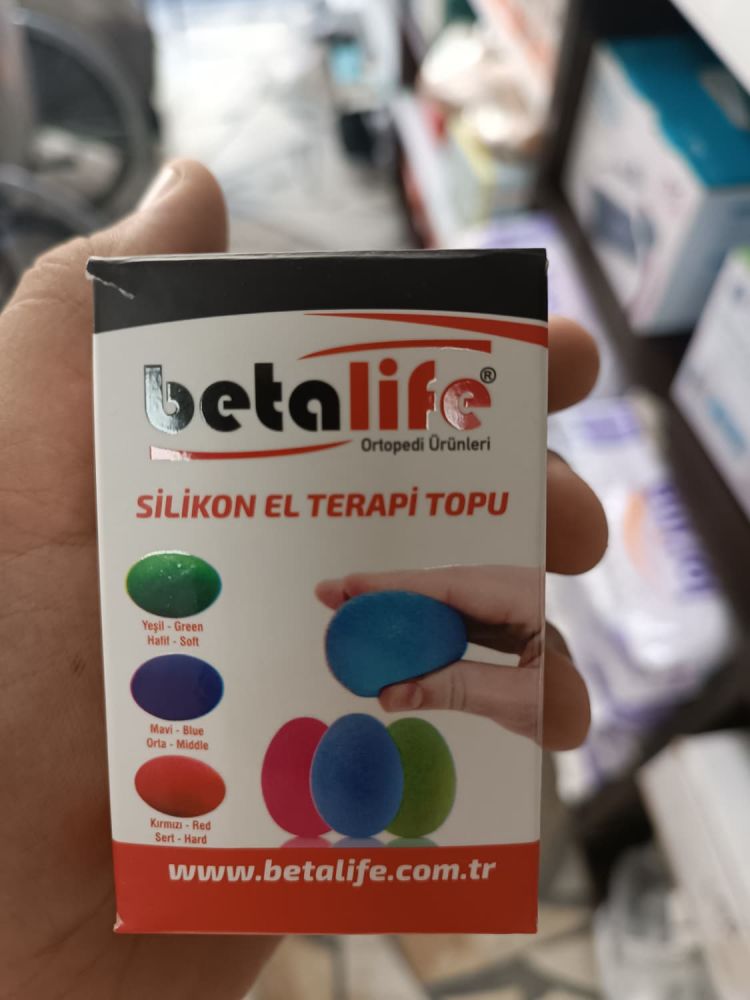 betalife®
Ortopedi Ürünleri
SİLİKON EL TERAPİ TOPU
Yeşil - Green
Hafif - Soft
Mavi - Blue
Orta - Middle
Kırmızı - Red
Sert - Hard
www.betalife.com.tr